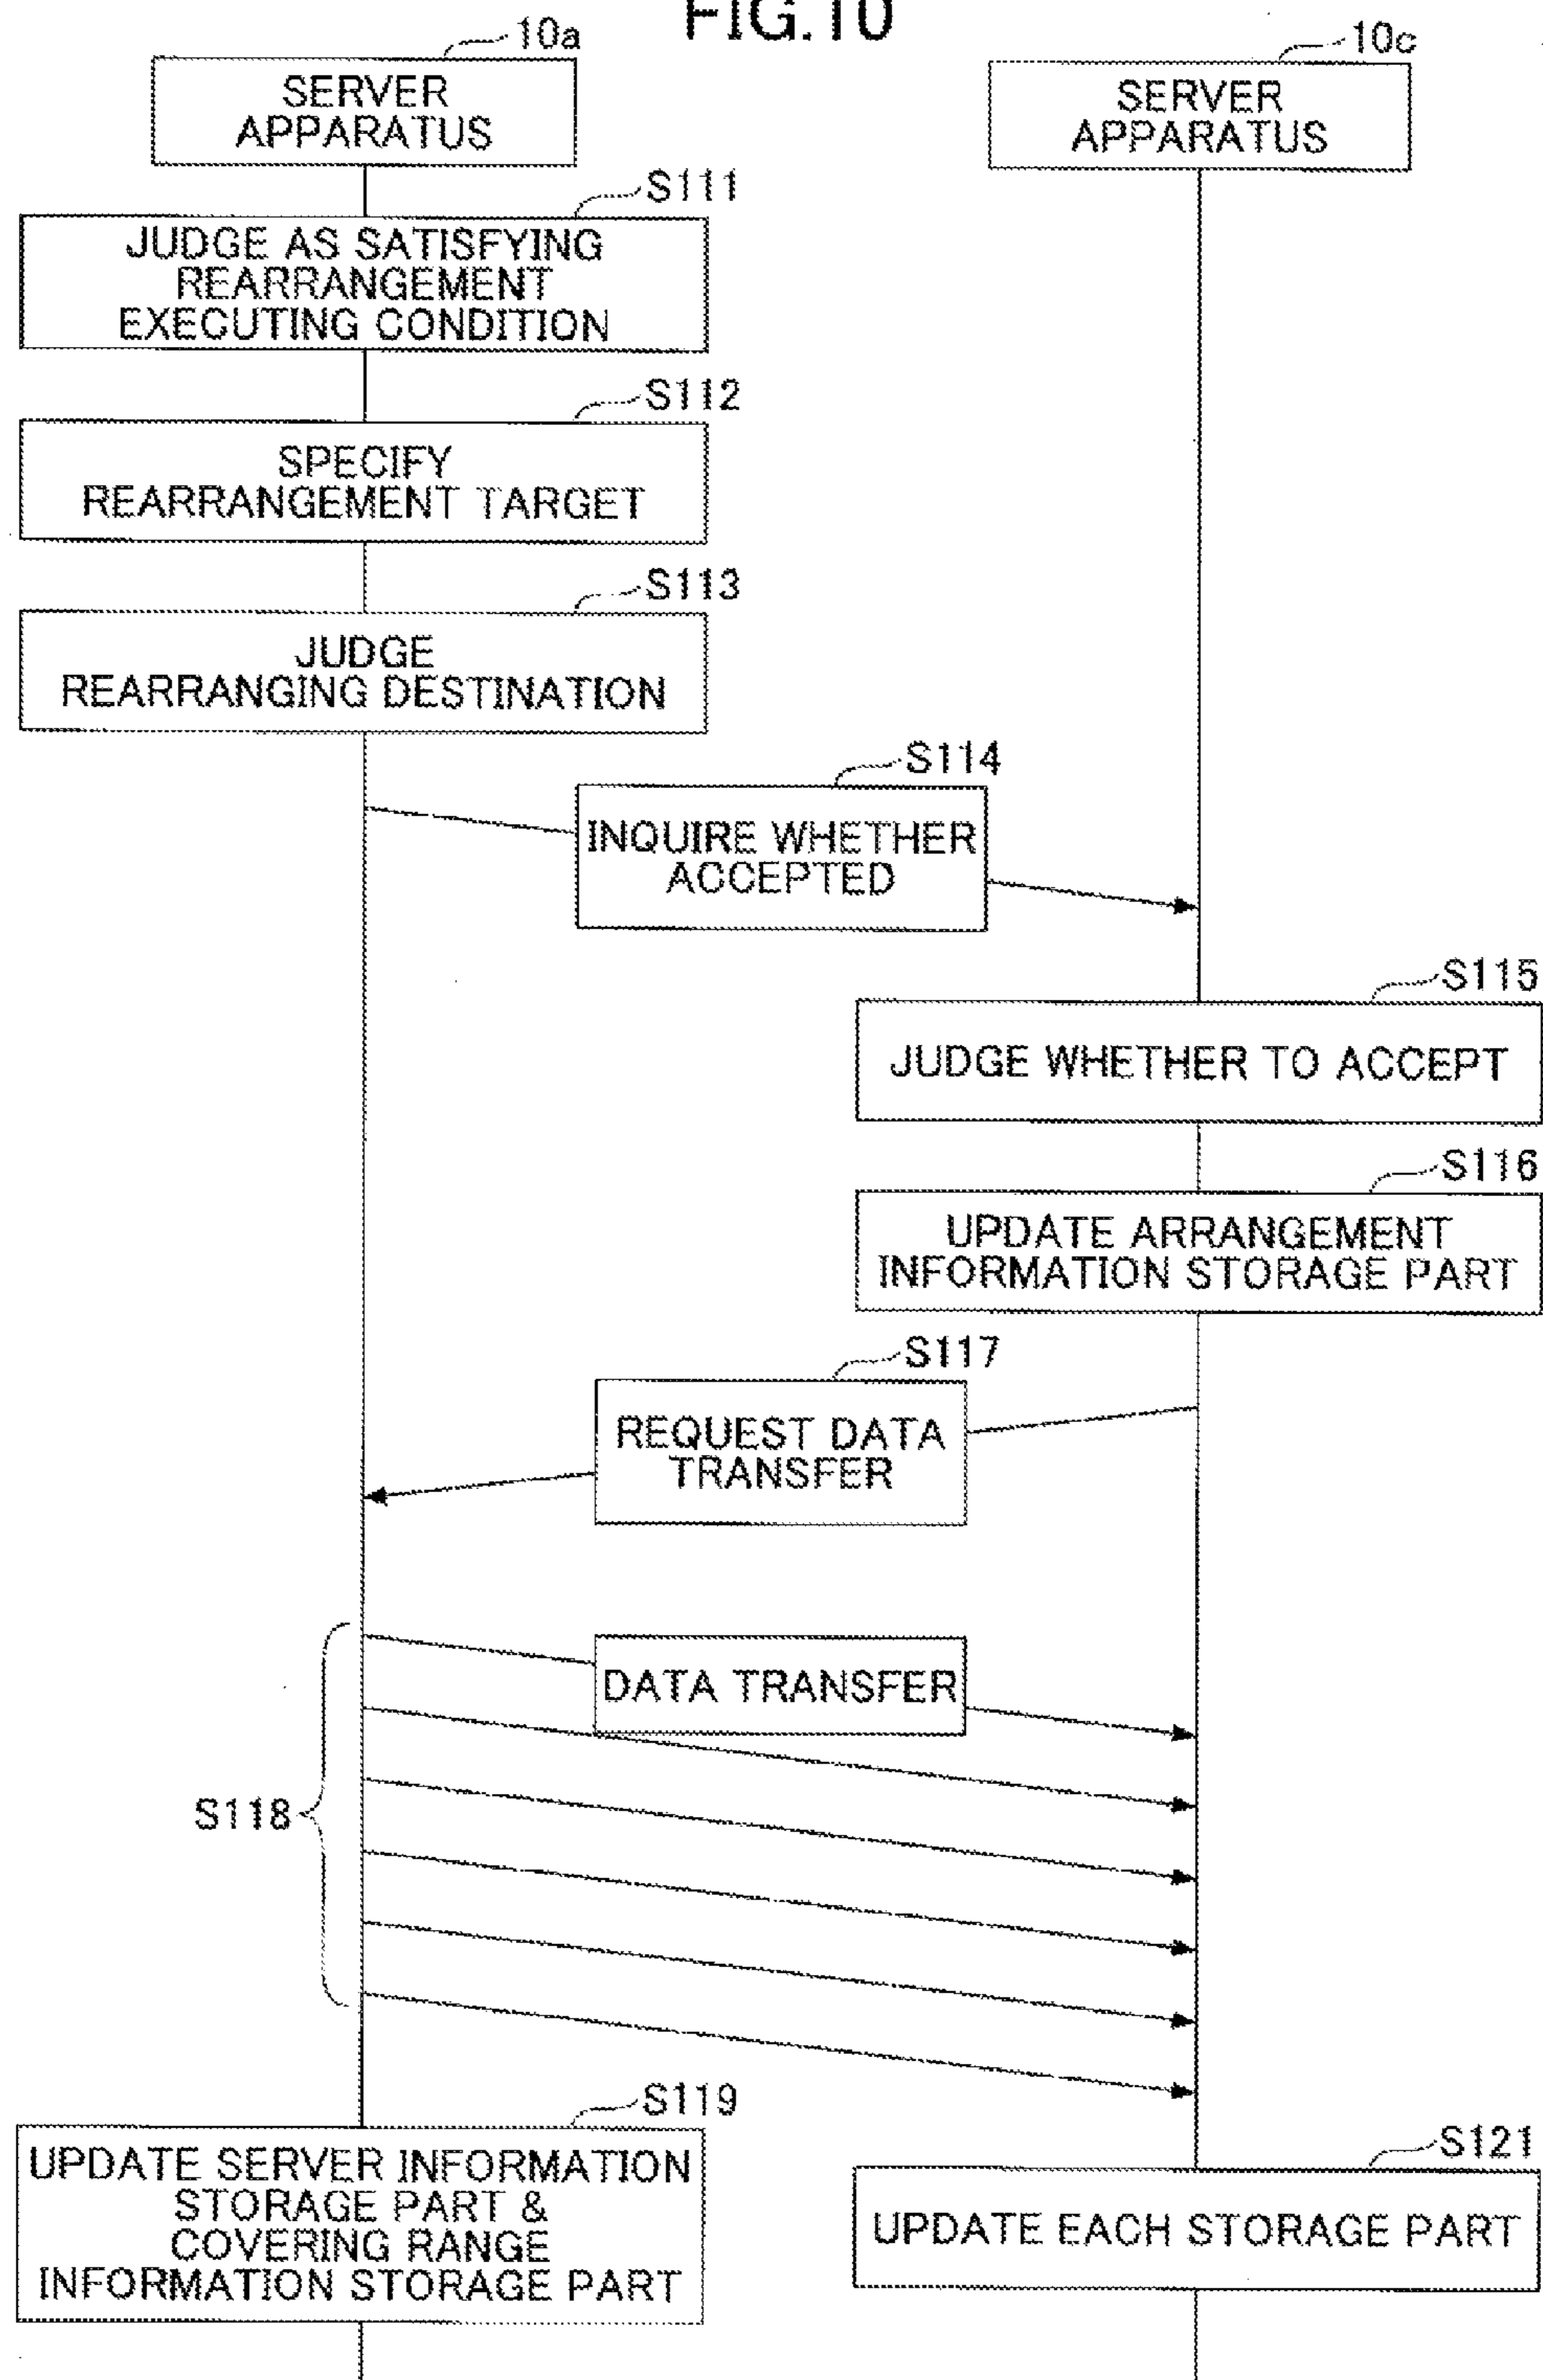 FIG.10
10a
10c
SERVER
APPARATUS
SERVER
APPARATUS
S111
JUDGE AS SATISFYING
REARRANGEMENT
EXECUTING CONDITION
S112
SPECIFY
REARRANGEMENT TARGET
S113
JUDGE
REARRANGING DESTINATION
S114
INQUIRE WHETHER
ACCEPTED
S115
JUDGE WHETHER TO ACCEPT
S116
UPDATE ARRANGEMENT
INFORMATION STORAGE PART
S117
REQUEST DATA
TRANSFER
DATA TRANSFER
S118
S119
UPDATE SERVER INFORMATION
STORAGE PART &
COVERING RANGE
INFORMATION STORAGE PART
S121
UPDATE EACH STORAGE PART